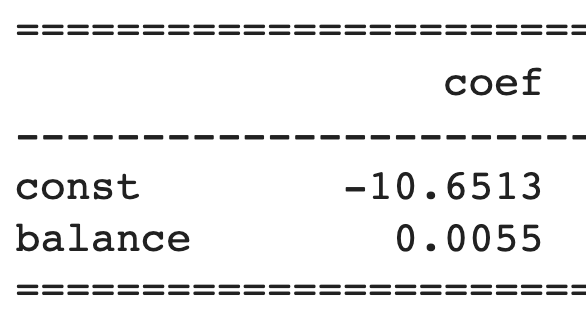 =======================
coef
-----------------------
const -10.6513
balance 0.0055
=======================